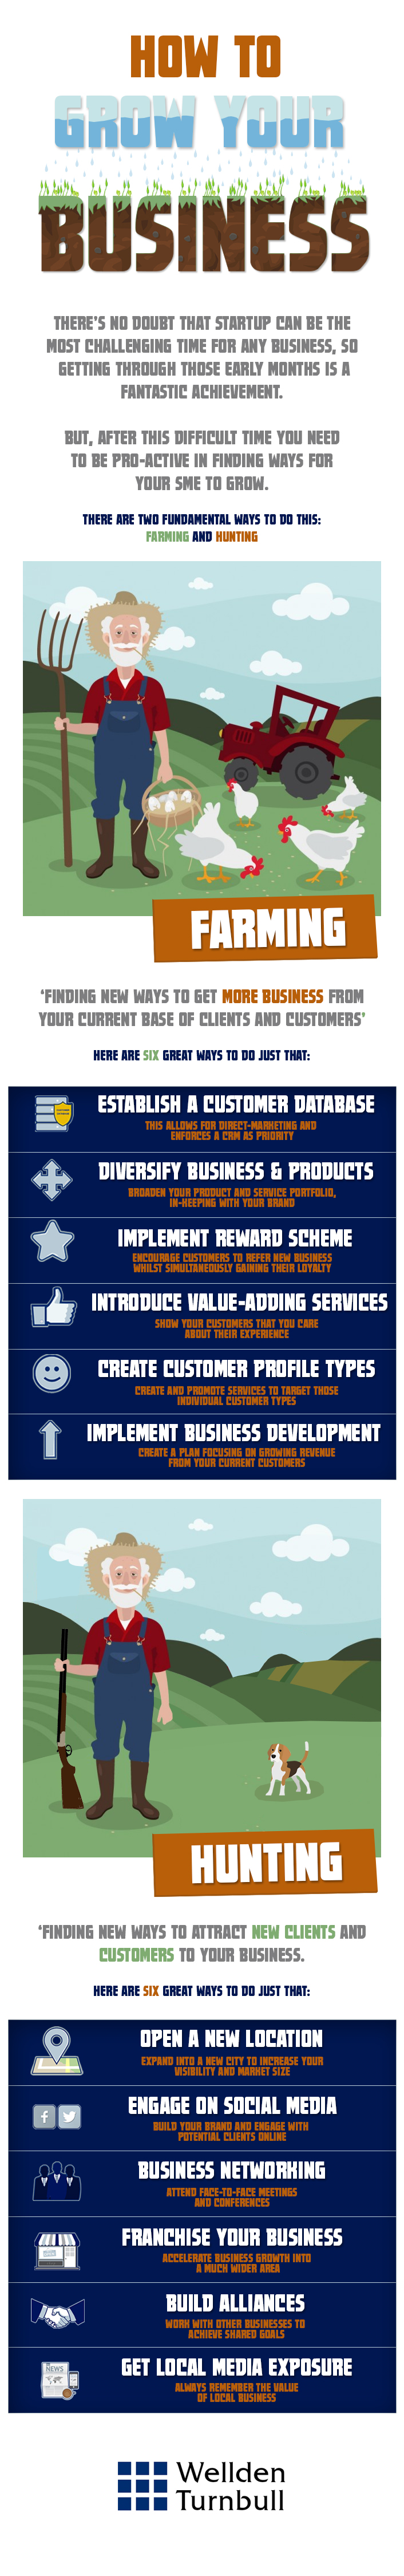 HOW TO
GROW YOUR
BUSINESS
THERE'S NO DOUBT THAT STARTUP CAN BE THE
MOST CHALLENGING TIME FOR ANY BUSINESS, SO
GETTING THROUGH THOSE EARLY MONTHS IS A
FANTASTIC ACHIEVEMENT.
BUT, AFTER THIS DIFFICULT TIME YOU NEED
TO BE PRO-ACTIVE IN FINDING WAYS FOR
YOUR SME TO GROW.
THERE ARE TWO FUNDAMENTAL WAYS TO DO THIS:
FARMING AND HUNTING
FARMING
'FINDING NEW WAYS TO GET MORE BUSINESS FROM
YOUR CURRENT BASE OF CLIENTS AND CUSTOMERS'
HERE ARE SIX GREAT WAYS TO DO JUST THAT:
ESTABLISH A CUSTOMER DATABASE
THIS ALLOWS FOR DIRECT-MARKETING AND
ENFORCES A CRM AS PRIORITY
DIVERSIFY BUSINESS & PRODUCTS
BROADEN YOUR PRODUCT AND SERVICE PORTFOLIO,
IN-KEEPING WITH YOUR BRAND
IMPLEMENT REWARD SCHEME
ENCOURAGE CUSTOMERS TO REFER NEW BUSINESS
WHILST SIMULTANEOUSLY GAINING THEIR LOYALTY
INTRODUCE VALUE-ADDING SERVICES
SHOW YOUR CUSTOMERS THAT YOU CARE
ABOUT THEIR EXPERIENCE
CREATE CUSTOMER PROFILE TYPES
CREATE AND PROMOTE SERVICES TO TARGET THOSE
INDIVIDUAL CUSTOMER TYPES
IMPLEMENT BUSINESS DEVELOPMENT
CREATE A PLAN FOCUSING ON GROWING REVENUE
FROM YOUR CURRENT CUSTOMERS
HUNTING
'FINDING NEW WAYS TO ATTRACT NEW CLIENTS AND
CUSTOMERS TO YOUR BUSINESS.
HERE ARE SIX GREAT WAYS TO DO JUST THAT:
OPEN A NEW LOCATION
EXPAND INTO A NEW CITY TO INCREASE YOUR
VISIBILITY AND MARKET SIZE
ENGAGE ON SOCIAL MEDIA
BUILD YOUR BRAND AND ENGAGE WITH
POTENTIAL CLIENTS ONLINE
BUSINESS NETWORKING
ATTEND FACE-TO-FACE MEETINGS
AND CONFERENCES
FRANCHISE YOUR BUSINESS
ACCELERATE BUSINESS GROWTH INTO
A MUCH WIDER AREA
BUILD ALLIANCES
WORK WITH OTHER BUSINESSES TO
ACHIEVE SHARED GOALS
NEWS
GET LOCAL MEDIA EXPOSURE
ALWAYS REMEMBER THE VALUE
OF LOCAL BUSINESS
Wellden
Turnbull